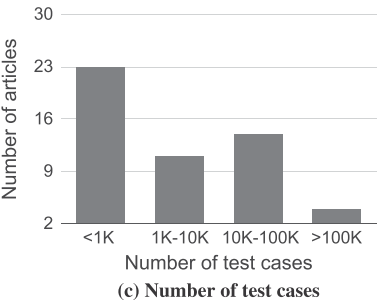 30
23
16
9
2
Number of articles
<1K 1K-10K 10K-100K >100K
Number of test cases
(c) Number of test cases